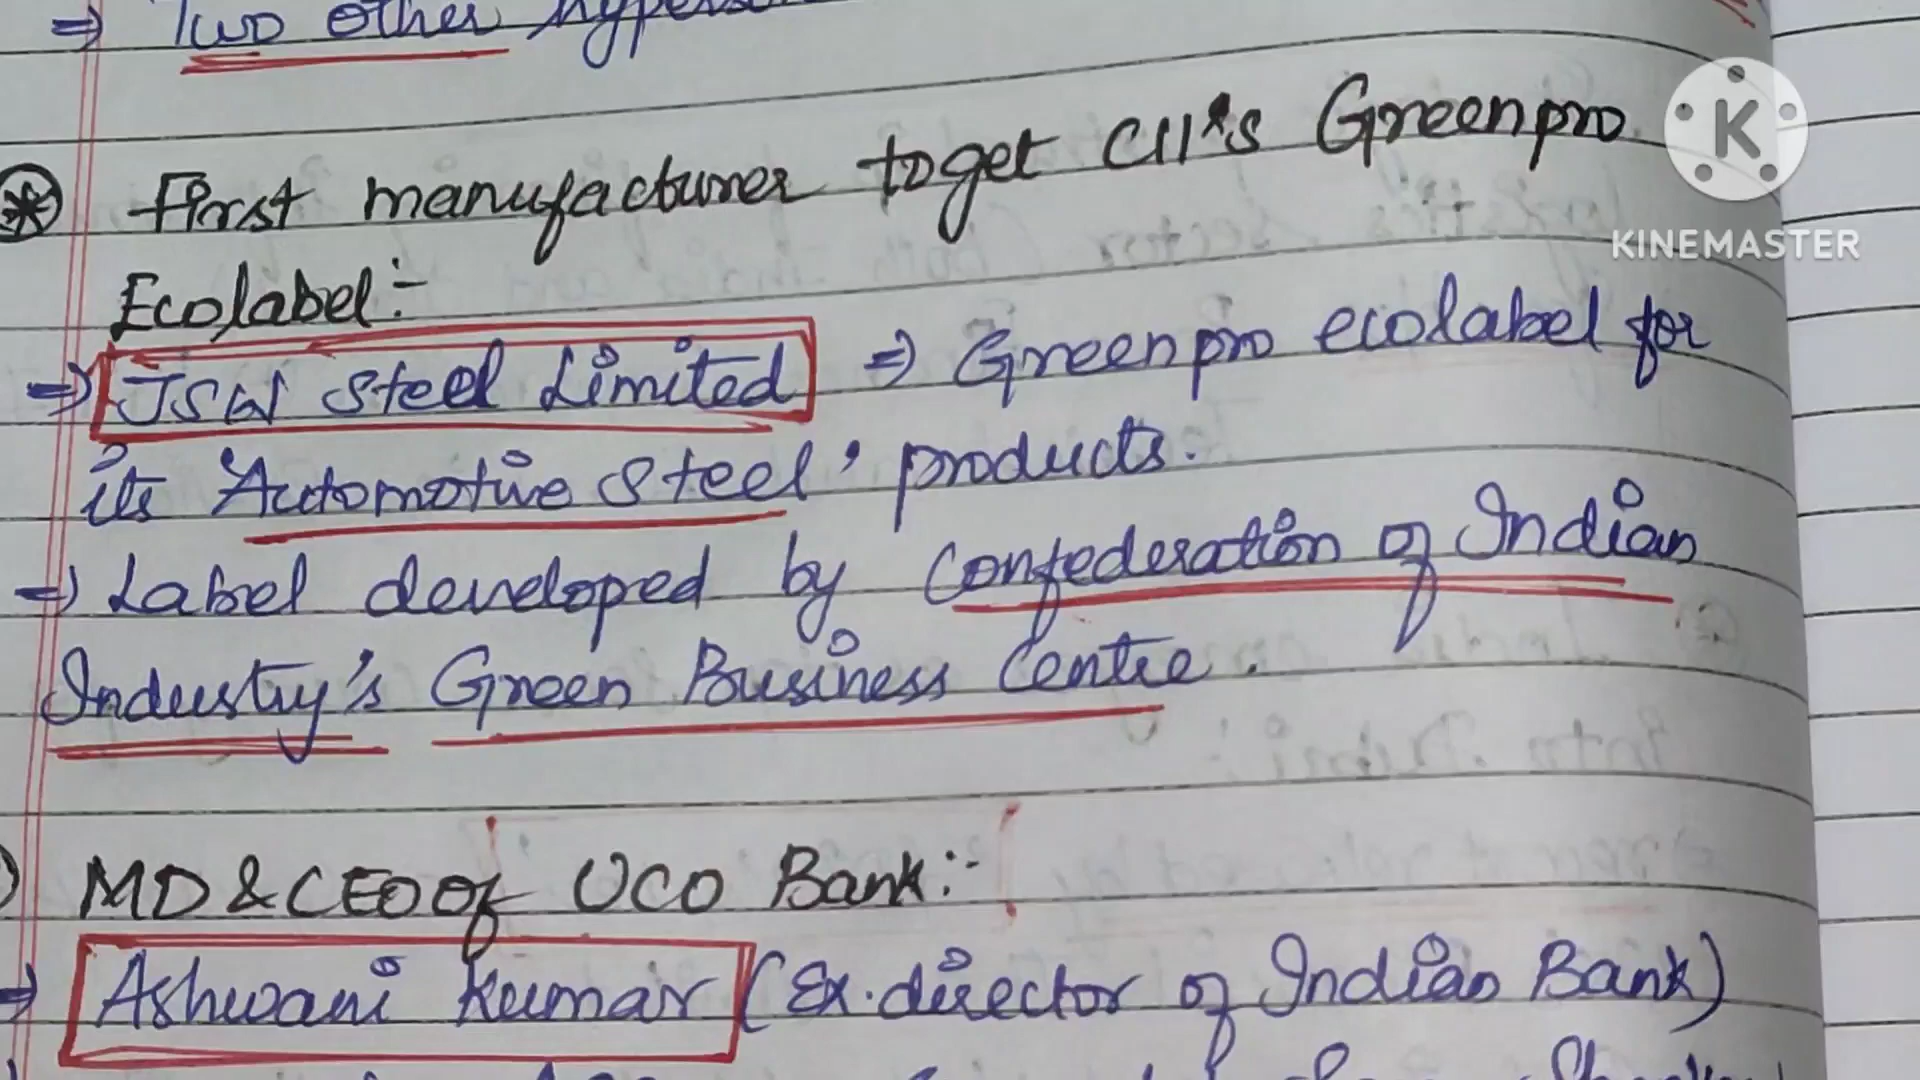 ⇒ Two other
First manufacturer to get CII's Greenpro
Ecolabel:-
⇒ JSW Steel Limited ⇒ Greenpro ecolabel for
its 'Automotive Steel' products.
⇒ Label developed by Confederation of Indian
Industry's Green Business Centre.
MD & CEO of UCO Bank:-
⇒ Ashwani Kumar (Ex. director of Indian Bank)
K
KINEMASTER